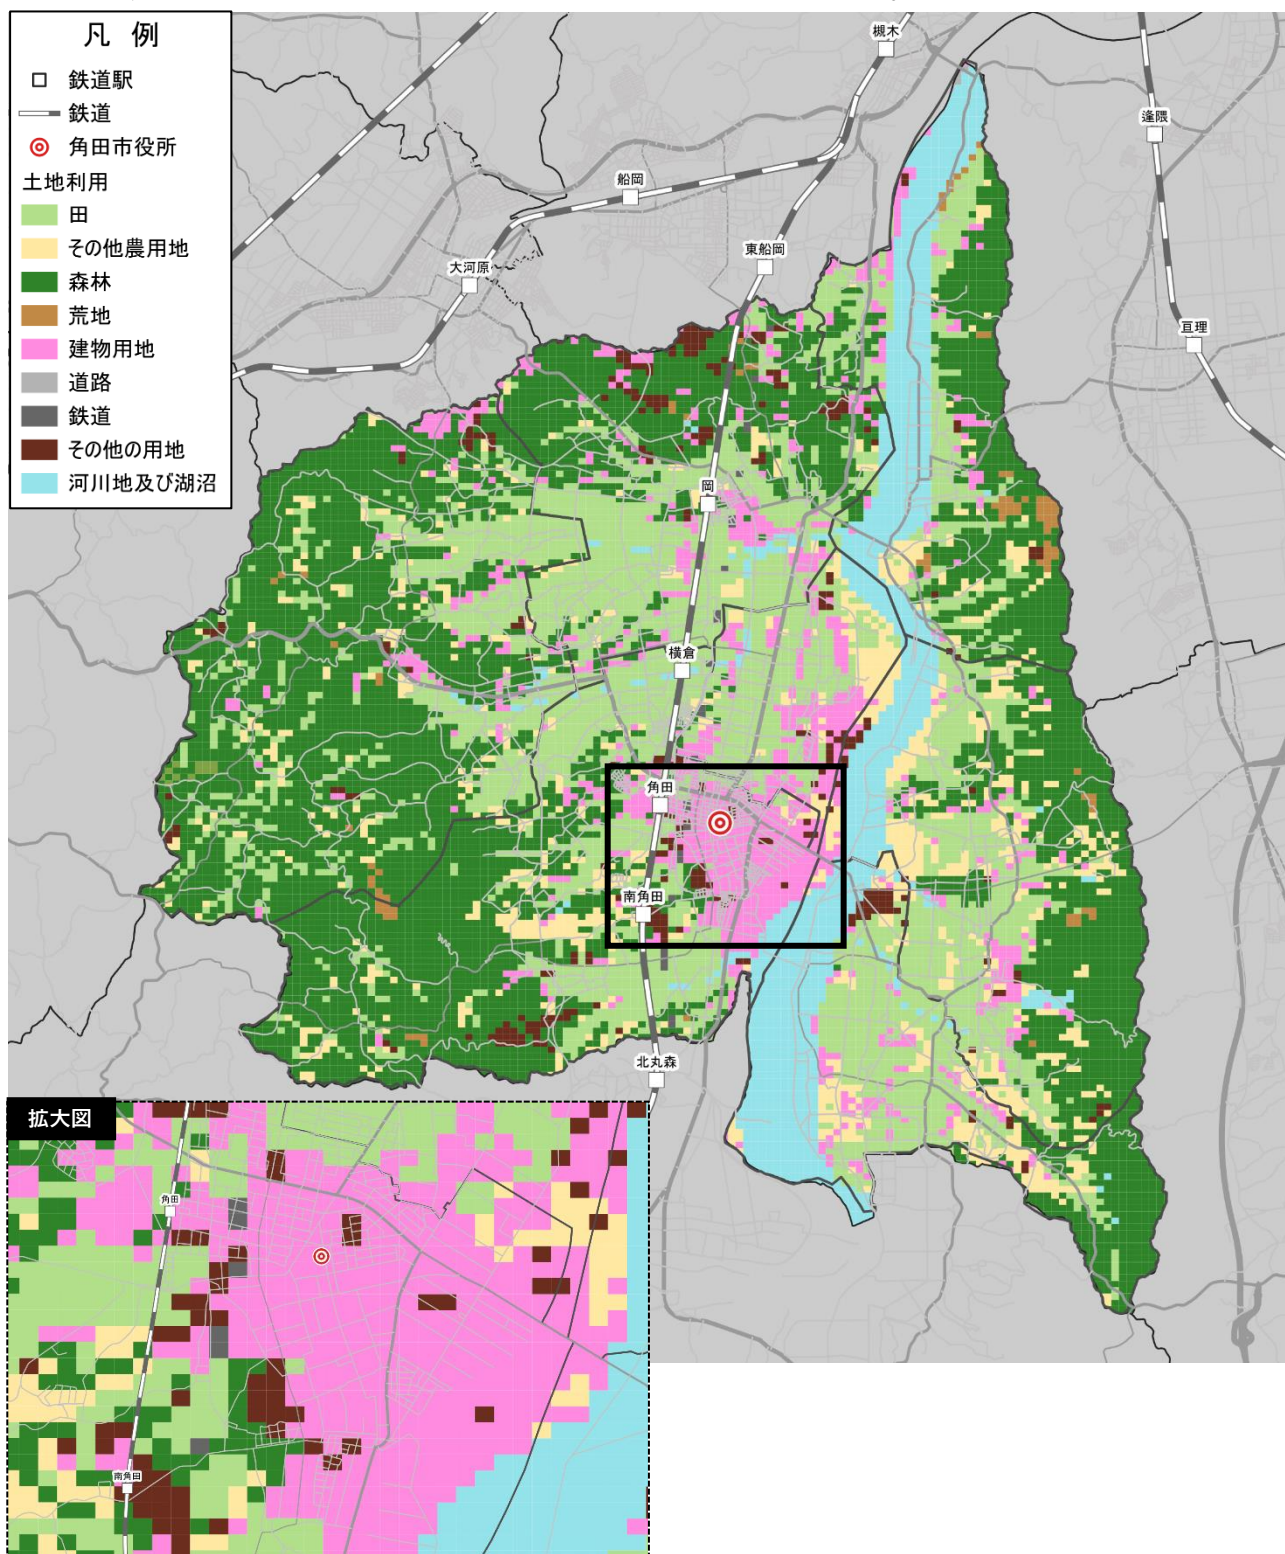 凡 例
鉄道駅
鉄道
角田市役所
土地利用
田
その他農用地
森林
荒地
建物用地
道路
鉄道
その他の用地
河川地及び湖沼
槻木
逢隈
船岡
東船岡
大河原
亘理
岡
横倉
角田
南角田
北丸森
拡大図
角田
南角田